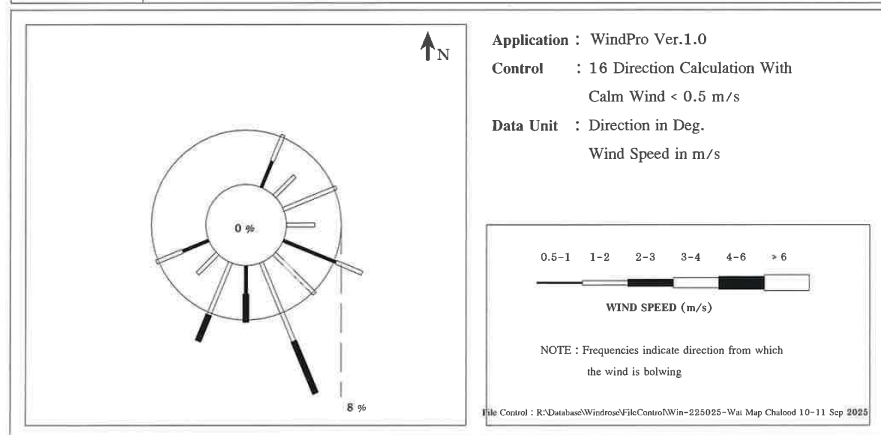 N
0 %
8 %
Application : WindPro Ver.1.0
Control : 16 Direction Calculation With
Calm Wind < 0.5 m/s
Data Unit : Direction in Deg.
Wind Speed in m/s
0.5-1 1-2 2-3 3-4 4-6 > 6
WIND SPEED (m/s)
NOTE : Frequencies indicate direction from which
the wind is bolwing
File Control : R:\Database\Windrose\FileControl\Win-225025-Wat Map Chalood 10-11 Sep 2025